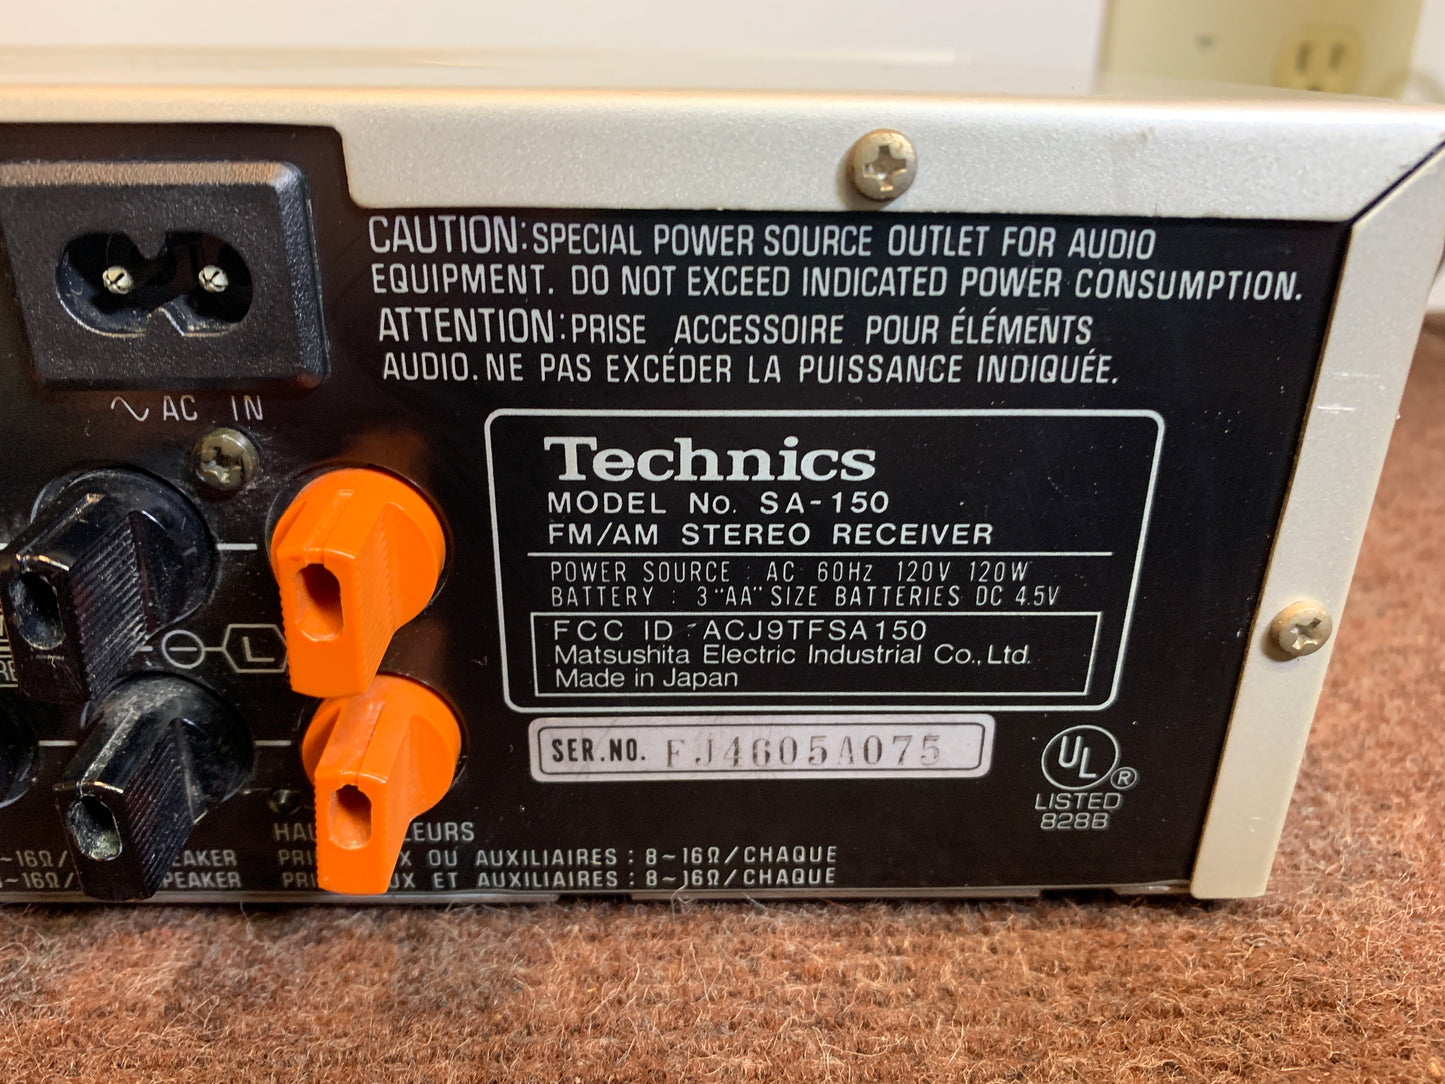 CAUTION: SPECIAL POWER SOURCE OUTLET FOR AUDIO
EQUIPMENT. DO NOT EXCEED INDICATED POWER CONSUMPTION.
ATTENTION: PRISE ACCESSOIRE POUR ÉLÉMENTS
AUDIO. NE PAS EXCÉDER LA PUISSANCE INDIQUÉE.
∿ AC IN
Technics
MODEL No. SA-150
FM/AM STEREO RECEIVER
POWER SOURCE : AC 60Hz 120V 120W
BATTERY : 3 "AA" SIZE BATTERIES DC 4.5V
FCC ID : ACJ9TFSA150
Matsushita Electric Industrial Co., Ltd.
Made in Japan
L
SER.NO. FJ4605A075
UL ®
LISTED
828B
~16Ω/ OU AUXILIAIRES : 8~16Ω/CHAQUE
~16Ω/ ET AUXILIAIRES : 8~16Ω/CHAQUE